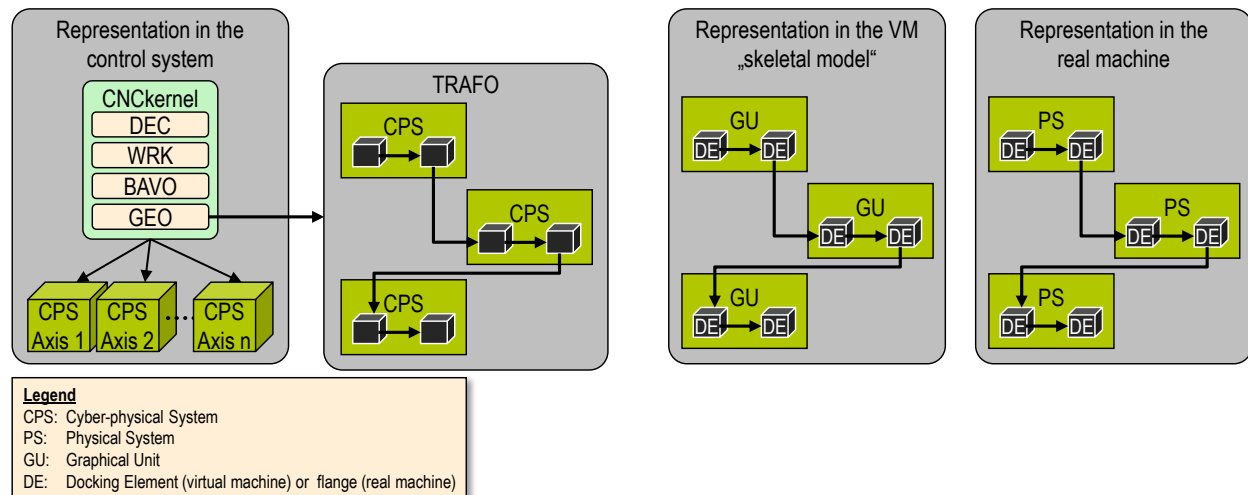 Representation in the
control system
CNCkernel
DEC
WRK
BAVO
GEO
CPS
Axis 1
CPS
Axis 2
....
CPS
Axis n
TRAFO
CPS
CPS
CPS
Representation in the VM
„skeletal model“
GU
DE DE
GU
DE DE
GU
DE DE
Representation in the
real machine
PS
DE DE
PS
DE DE
PS
DE DE
Legend
CPS: Cyber-physical System
PS: Physical System
GU: Graphical Unit
DE: Docking Element (virtual machine) or flange (real machine)